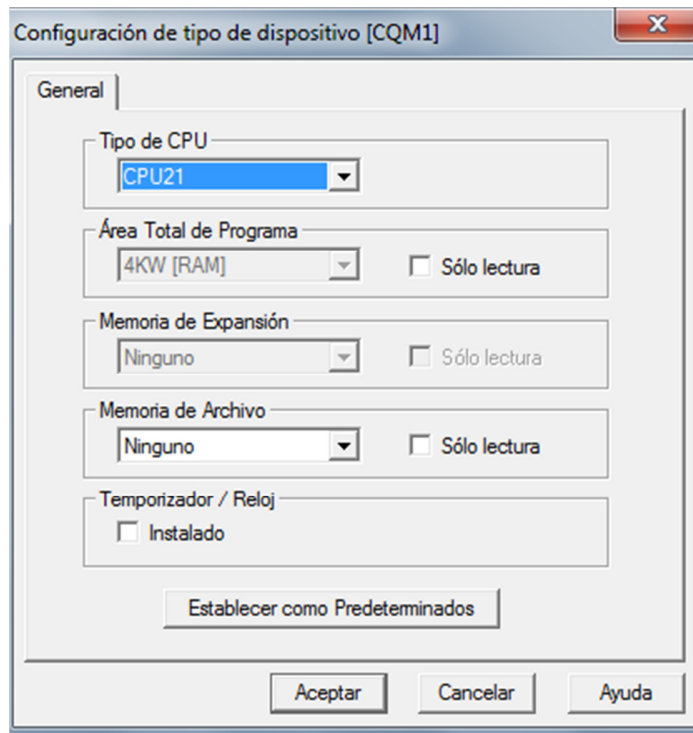 Configuración de tipo de dispositivo [CQM1]
General
Tipo de CPU
CPU21
Área Total de Programa
4KW [RAM]
Sólo lectura
Memoria de Expansión
Ninguno
Sólo lectura
Memoria de Archivo
Ninguno
Sólo lectura
Temporizador / Reloj
Instalado
Establecer como Predeterminados
Aceptar
Cancelar
Ayuda